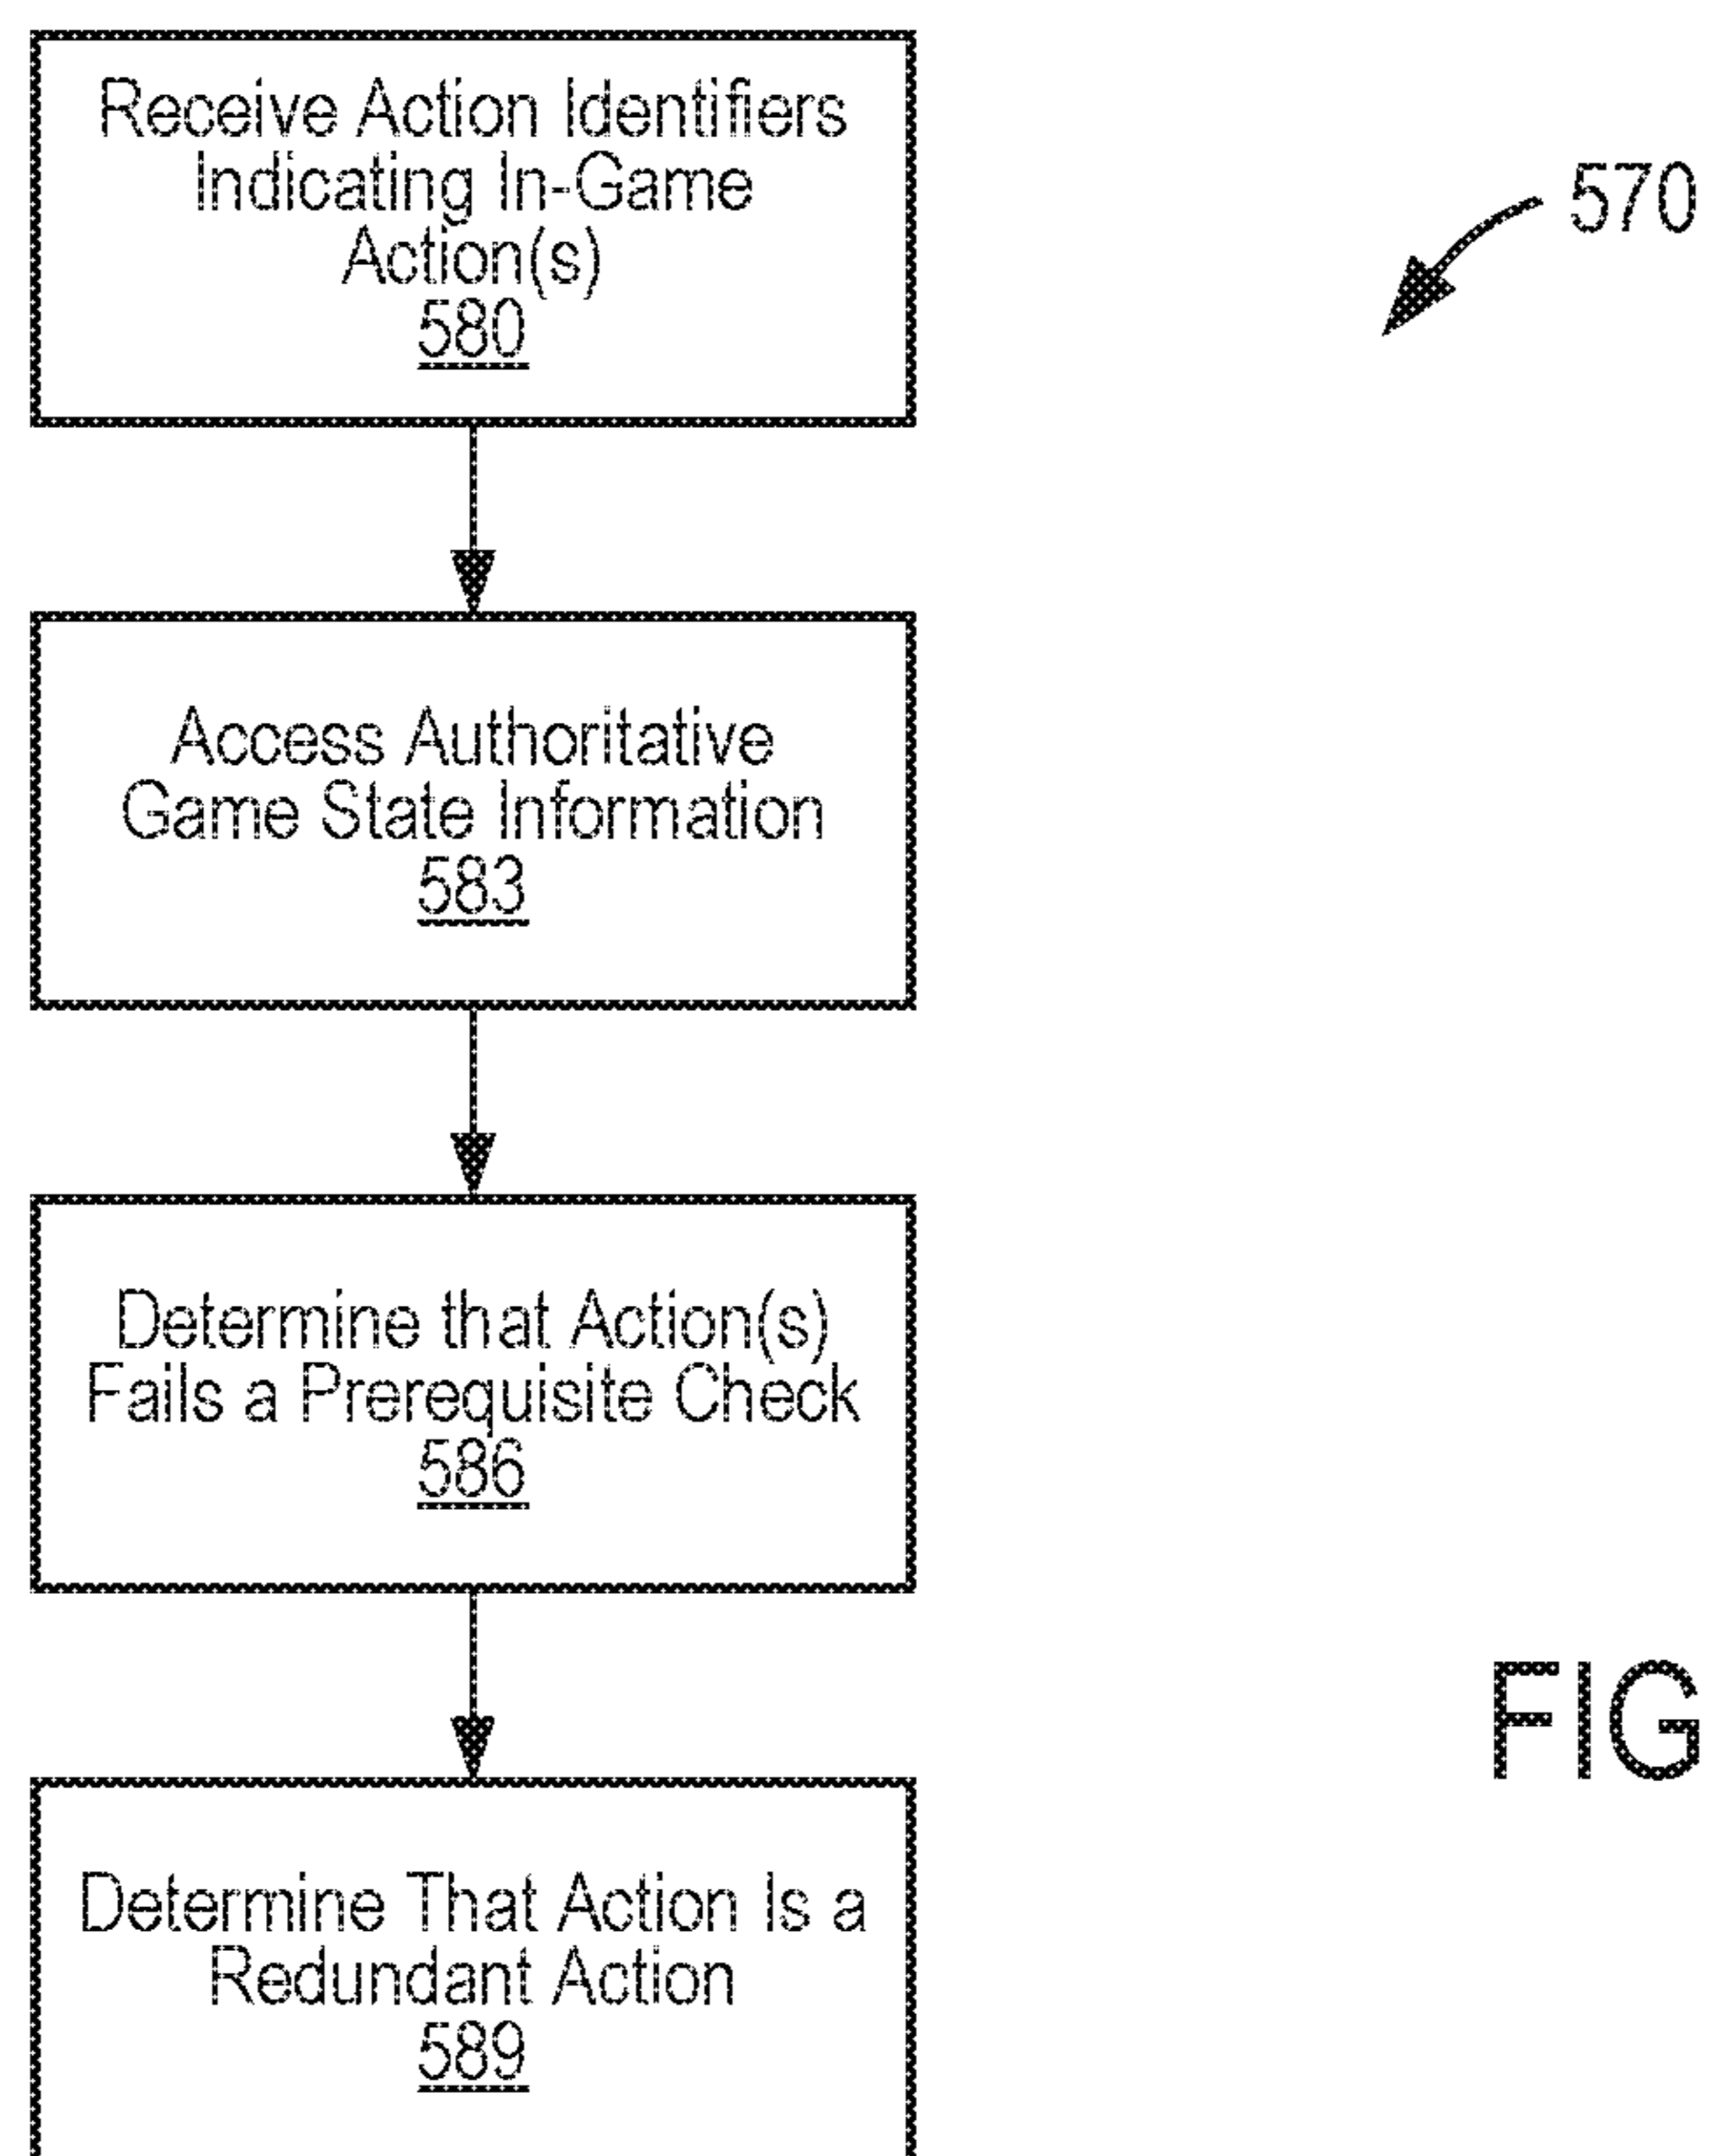 Receive Action Identifiers
Indicating In-Game
Action(s)
580
570
Access Authoritative
Game State Information
583
Determine that Action(s)
Fails a Prerequisite Check
586
FIG
Determine That Action Is a
Redundant Action
589